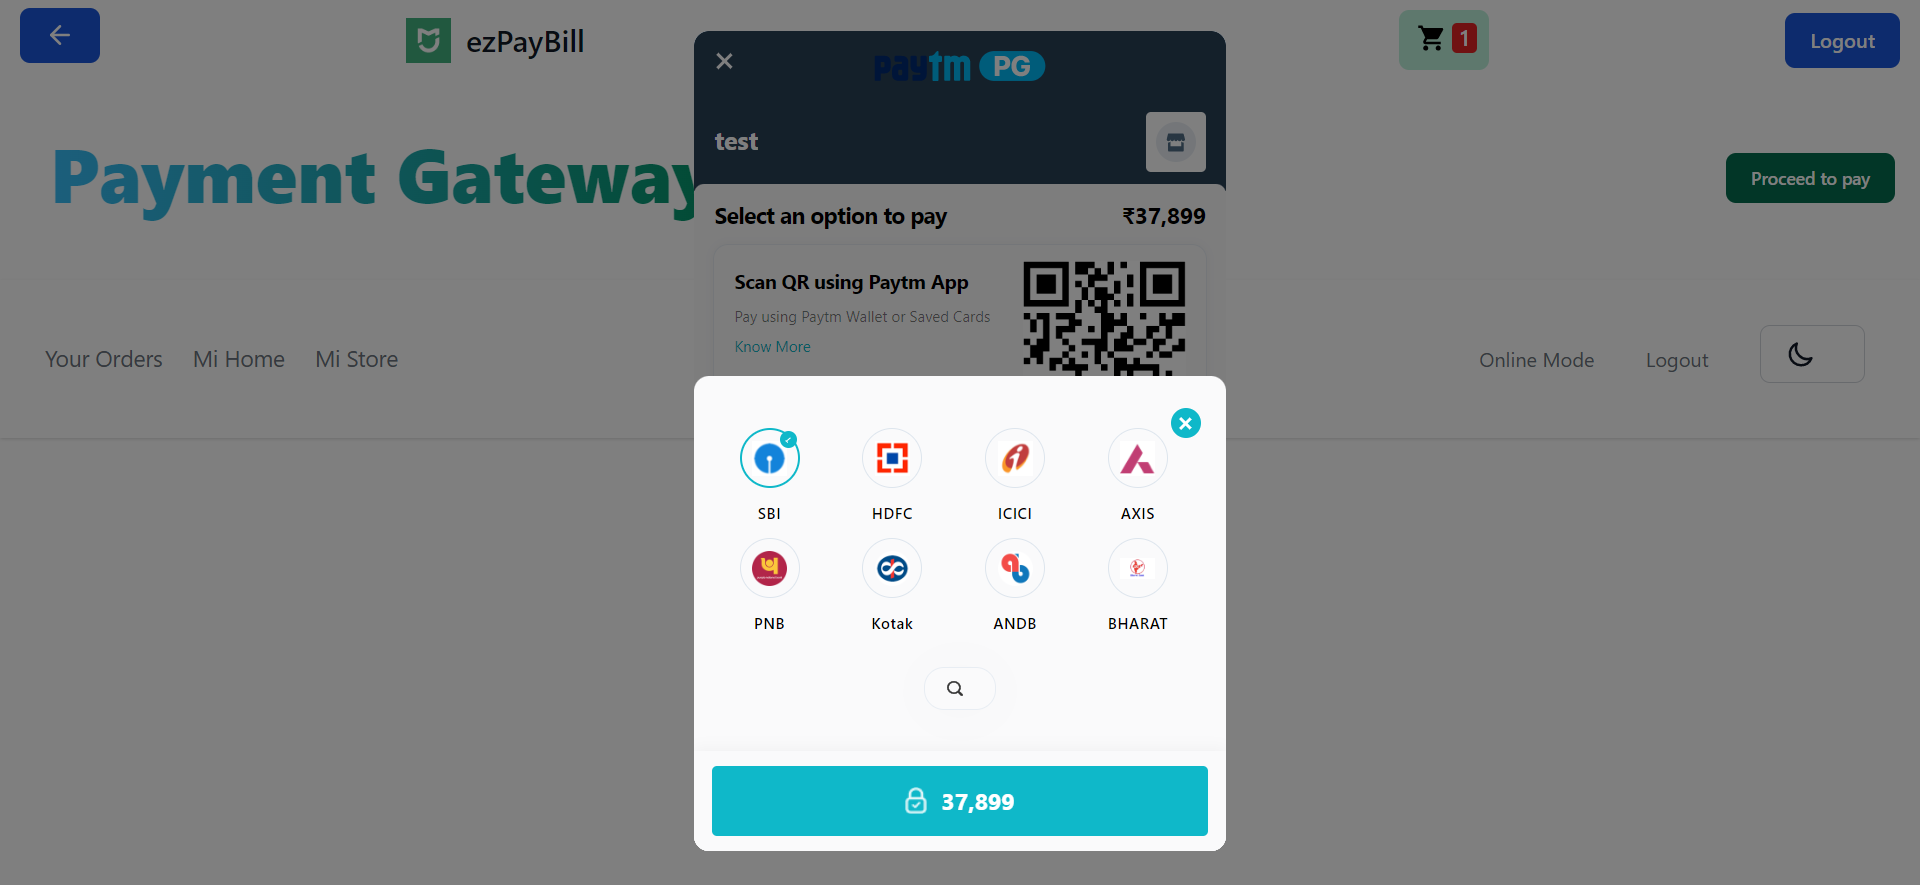 ezPayBill
1
Logout
paytm PG
test
Payment Gateway
Proceed to pay
Select an option to pay
₹37,899
Scan QR using Paytm App
Pay using Paytm Wallet or Saved Cards
Know More
Your Orders
Mi Home
Mi Store
Online Mode
Logout
SBI
HDFC
ICICI
AXIS
PNB
Kotak
ANDB
BHARAT
37,899